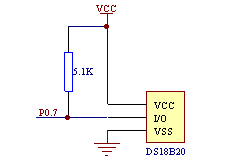 VCC
5.1K
P0.7
VCC
I/O
VSS
DS18B20